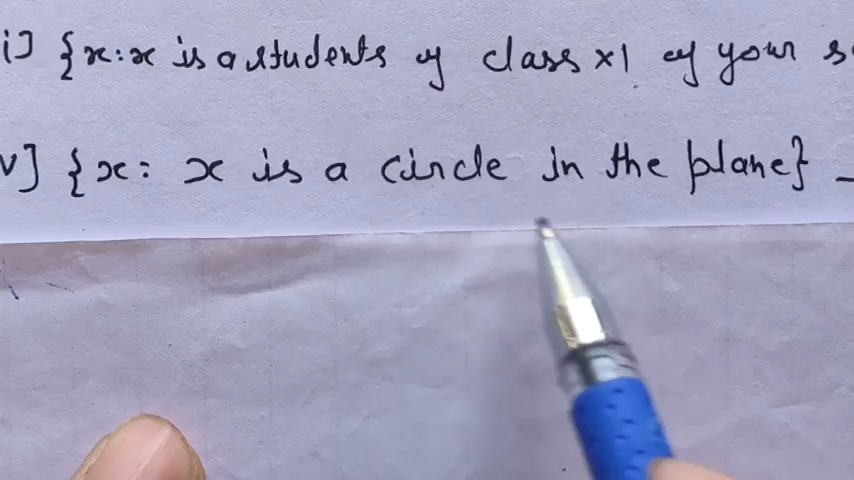 i] {x:x is a students of class XI of your s
v] {x: x is a circle in the plane} _